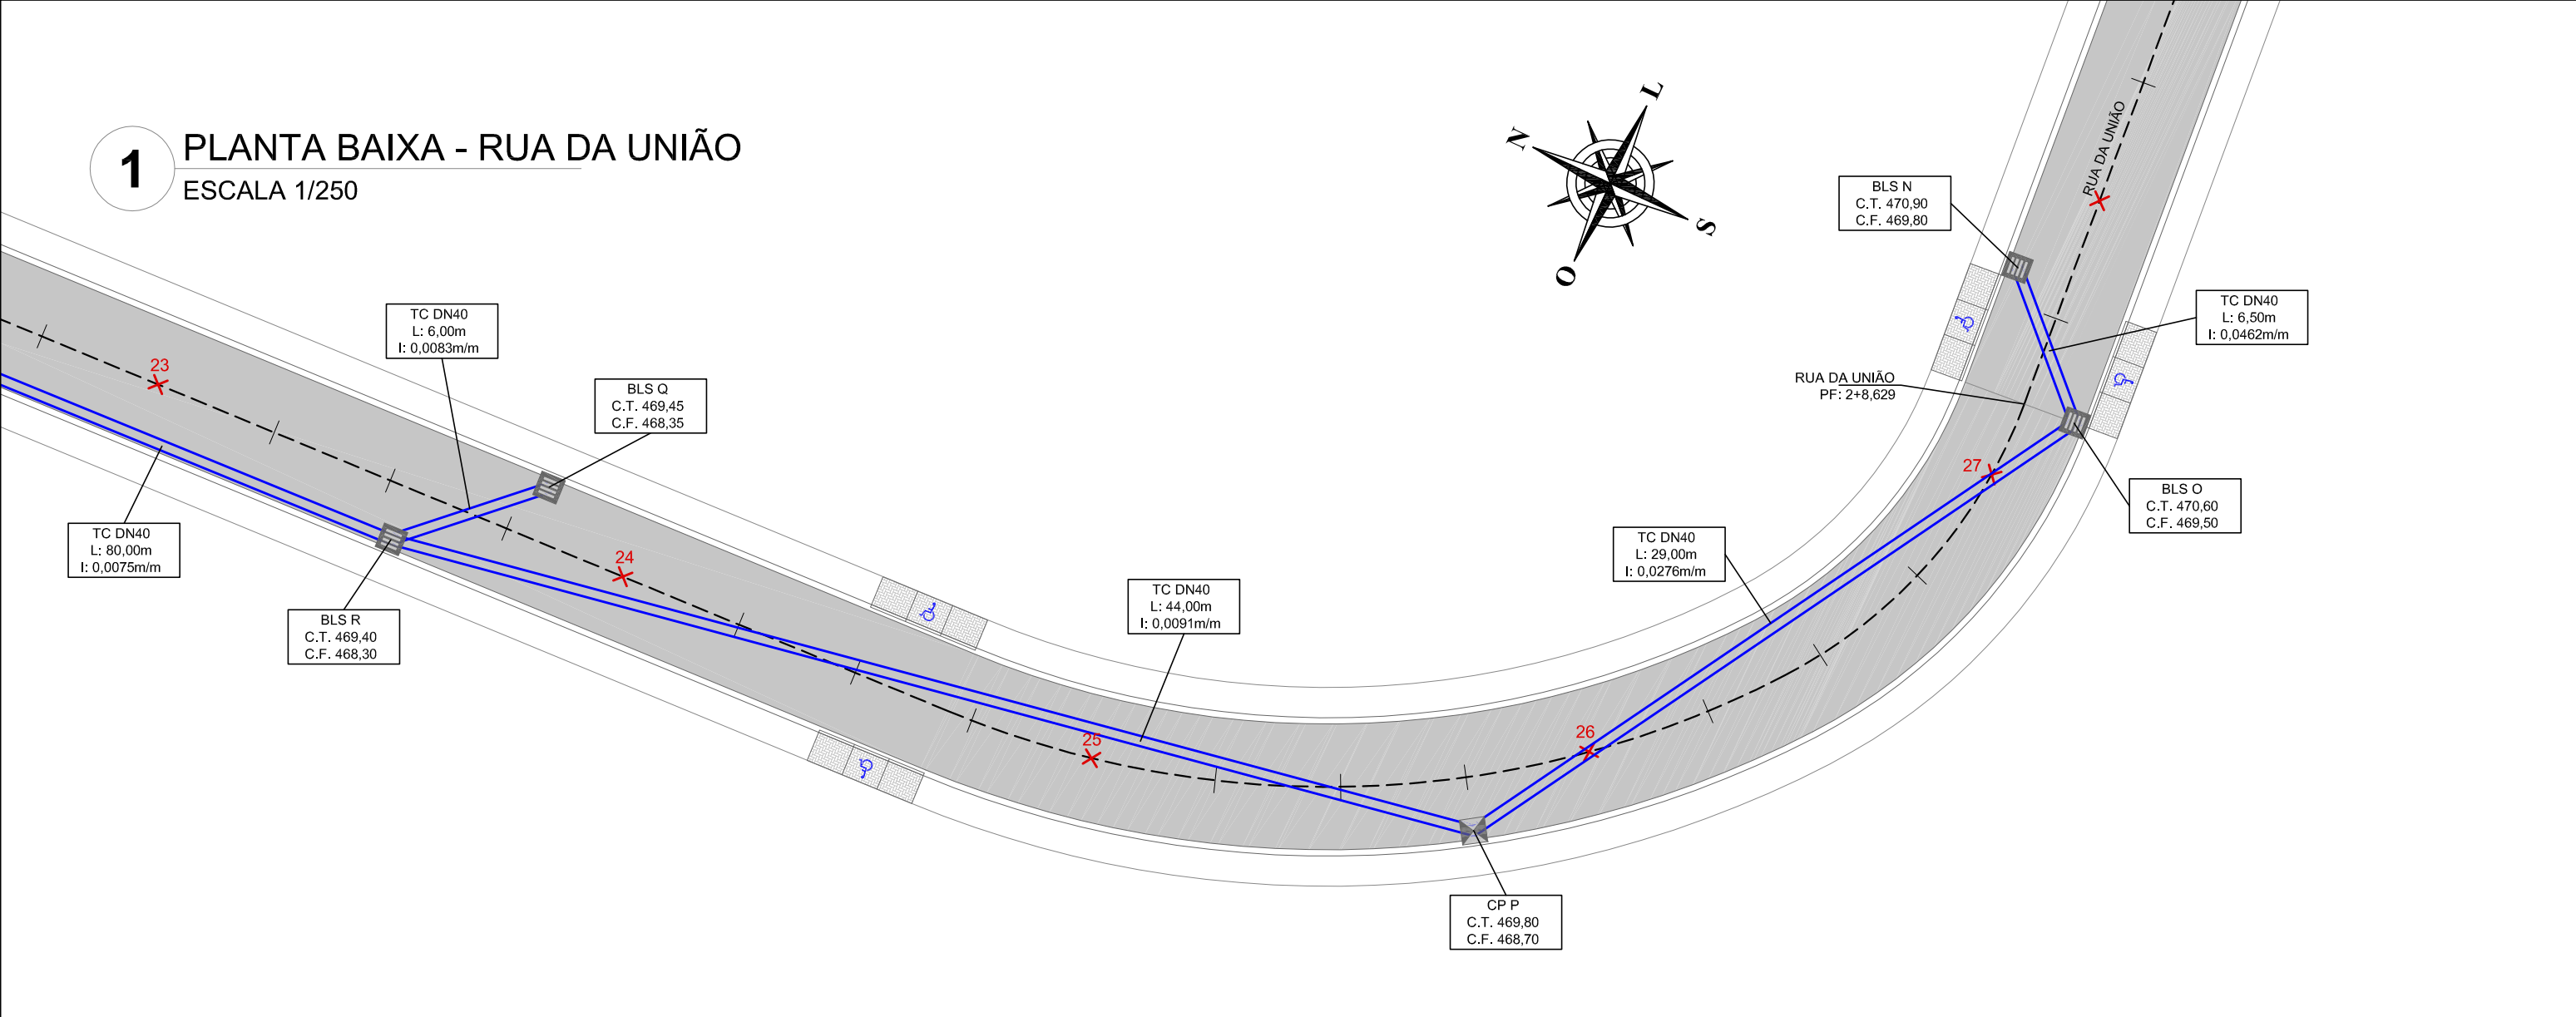 1
PLANTA BAIXA - RUA DA UNIÃO
ESCALA 1/250
N
L
S
O
RUA DA UNIÃO
BLS N
C.T. 470,90
C.F. 469,80
TC DN40
L: 6,50m
I: 0,0462m/m
RUA DA UNIÃO
PF: 2+8,629
27
BLS O
C.T. 470,60
C.F. 469,50
TC DN40
L: 29,00m
I: 0,0276m/m
23
TC DN40
L: 6,00m
I: 0,0083m/m
BLS Q
C.T. 469,45
C.F. 468,35
TC DN40
L: 80,00m
I: 0,0075m/m
24
BLS R
C.T. 469,40
C.F. 468,30
TC DN40
L: 44,00m
I: 0,0091m/m
25
26
CP P
C.T. 469,80
C.F. 468,70